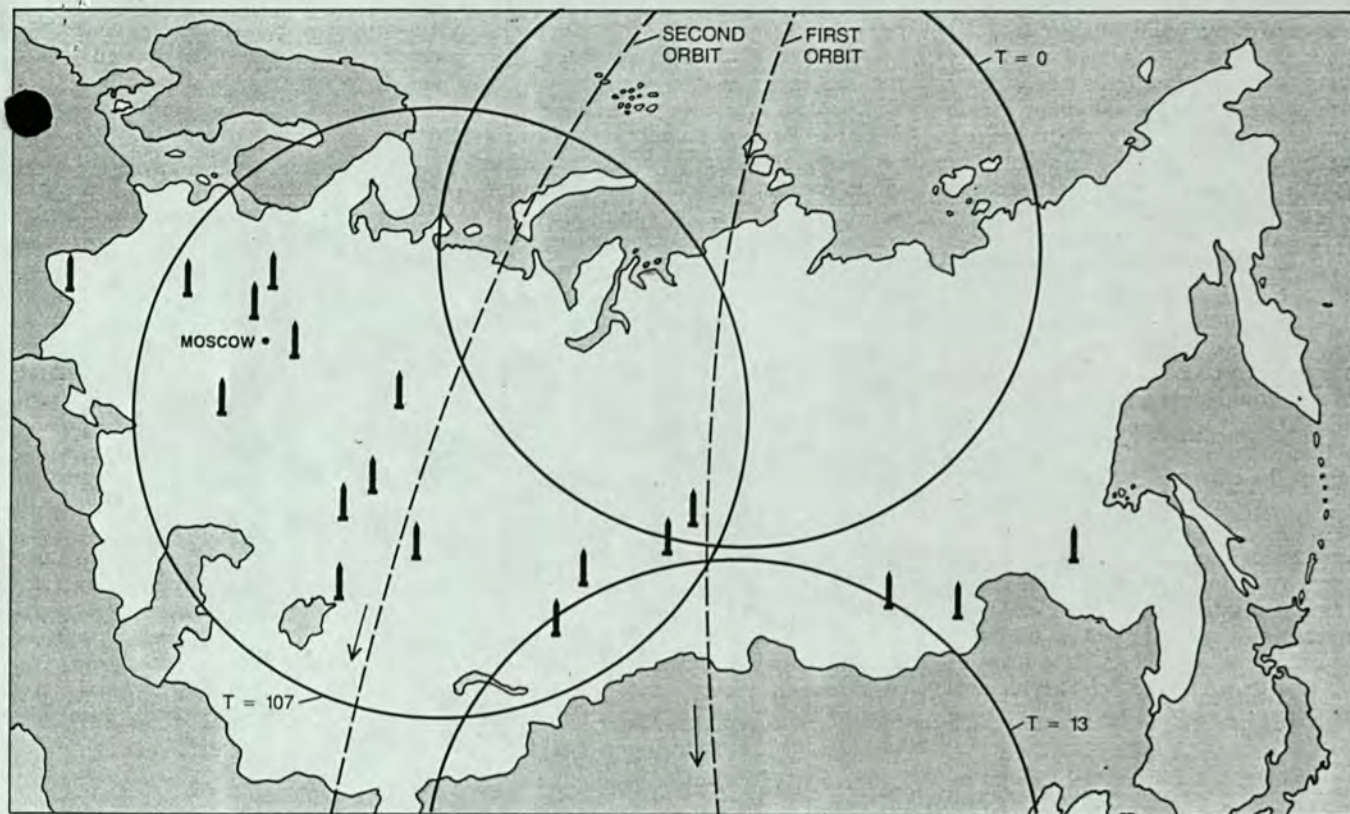 SECOND
ORBIT
FIRST
ORBIT
T = 0
MOSCOW
T = 107
T = 13